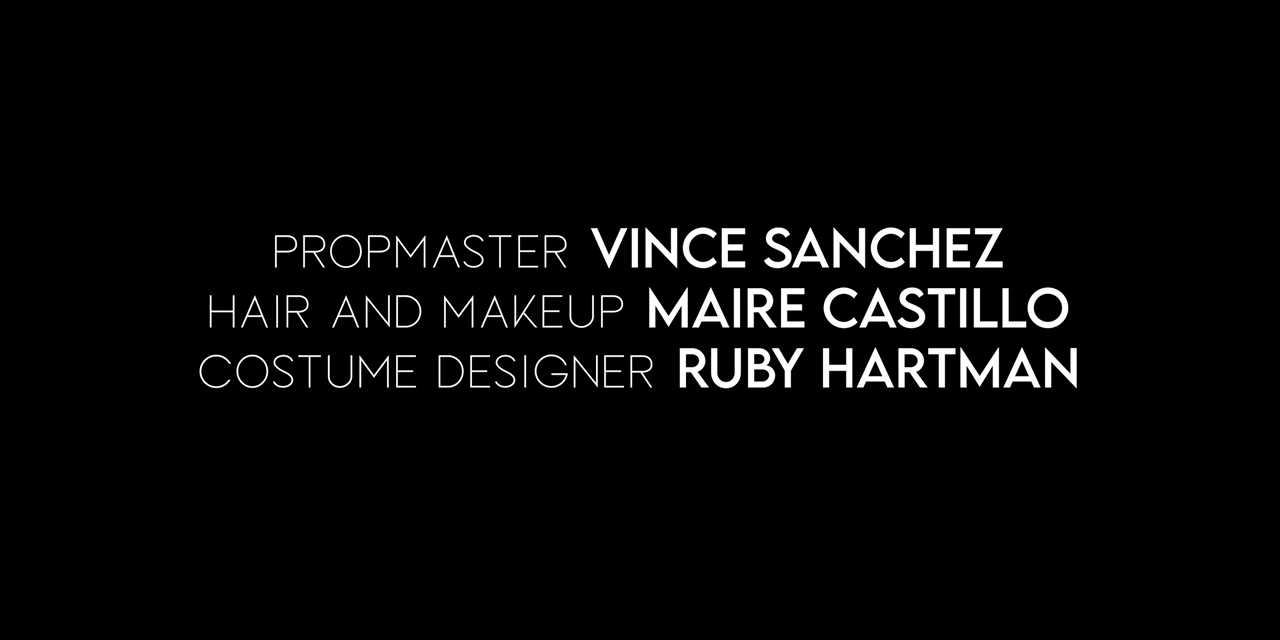 PROPMASTER VINCE SANCHEZ
HAIR AND MAKEUP MAIRE CASTILLO
COSTUME DESIGNER RUBY HARTMAN